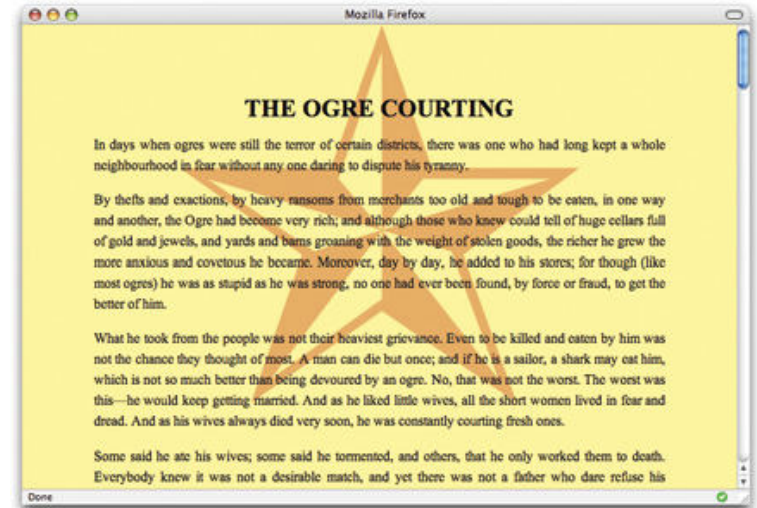 Mozilla Firefox
THE OGRE COURTING
In days when ogres were still the terror of certain districts, there was one who had long kept a whole
neighbourhood in fear without any one daring to dispute his tyranny.
By thefts and exactions, by heavy ransoms from merchants too old and tough to be eaten, in one way
and another, the Ogre had become very rich; and although those who knew could tell of huge cellars full
of gold and jewels, and yards and barns groaning with the weight of stolen goods, the richer he grew the
more anxious and covetous he became. Moreover, day by day, he added to his stores; for though (like
most ogres) he was as stupid as he was strong, no one had ever been found, by force or fraud, to get the
better of him.
What he took from the people was not their heaviest grievance. Even to be killed and eaten by him was
not the chance they thought of most. A man can die but once; and if he is a sailor, a shark may eat him,
which is not so much better than being devoured by an ogre. No, that was not the worst. The worst was
this—he would keep getting married. And as he liked little wives, all the short women lived in fear and
dread. And as his wives always died very soon, he was constantly courting fresh ones.
Some said he ate his wives; some said he tormented, and others, that he only worked them to death.
Everybody knew it was not a desirable match, and yet there was not a father who dare refuse his
Done